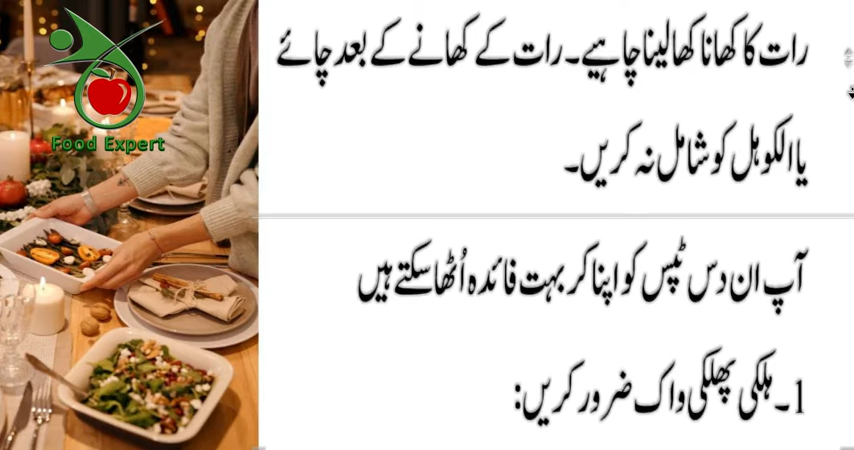 Food Expert
رات کا کھانا کھا لینا چاہیے۔ رات کے کھانے کے بعد چائے
یا الکوہل کو شامل نہ کریں۔
آپ ان دس ٹپس کو اپنا کر بہت فائدہ اُٹھا سکتے ہیں
1۔ ہلکی پھلکی واک ضرور کریں: